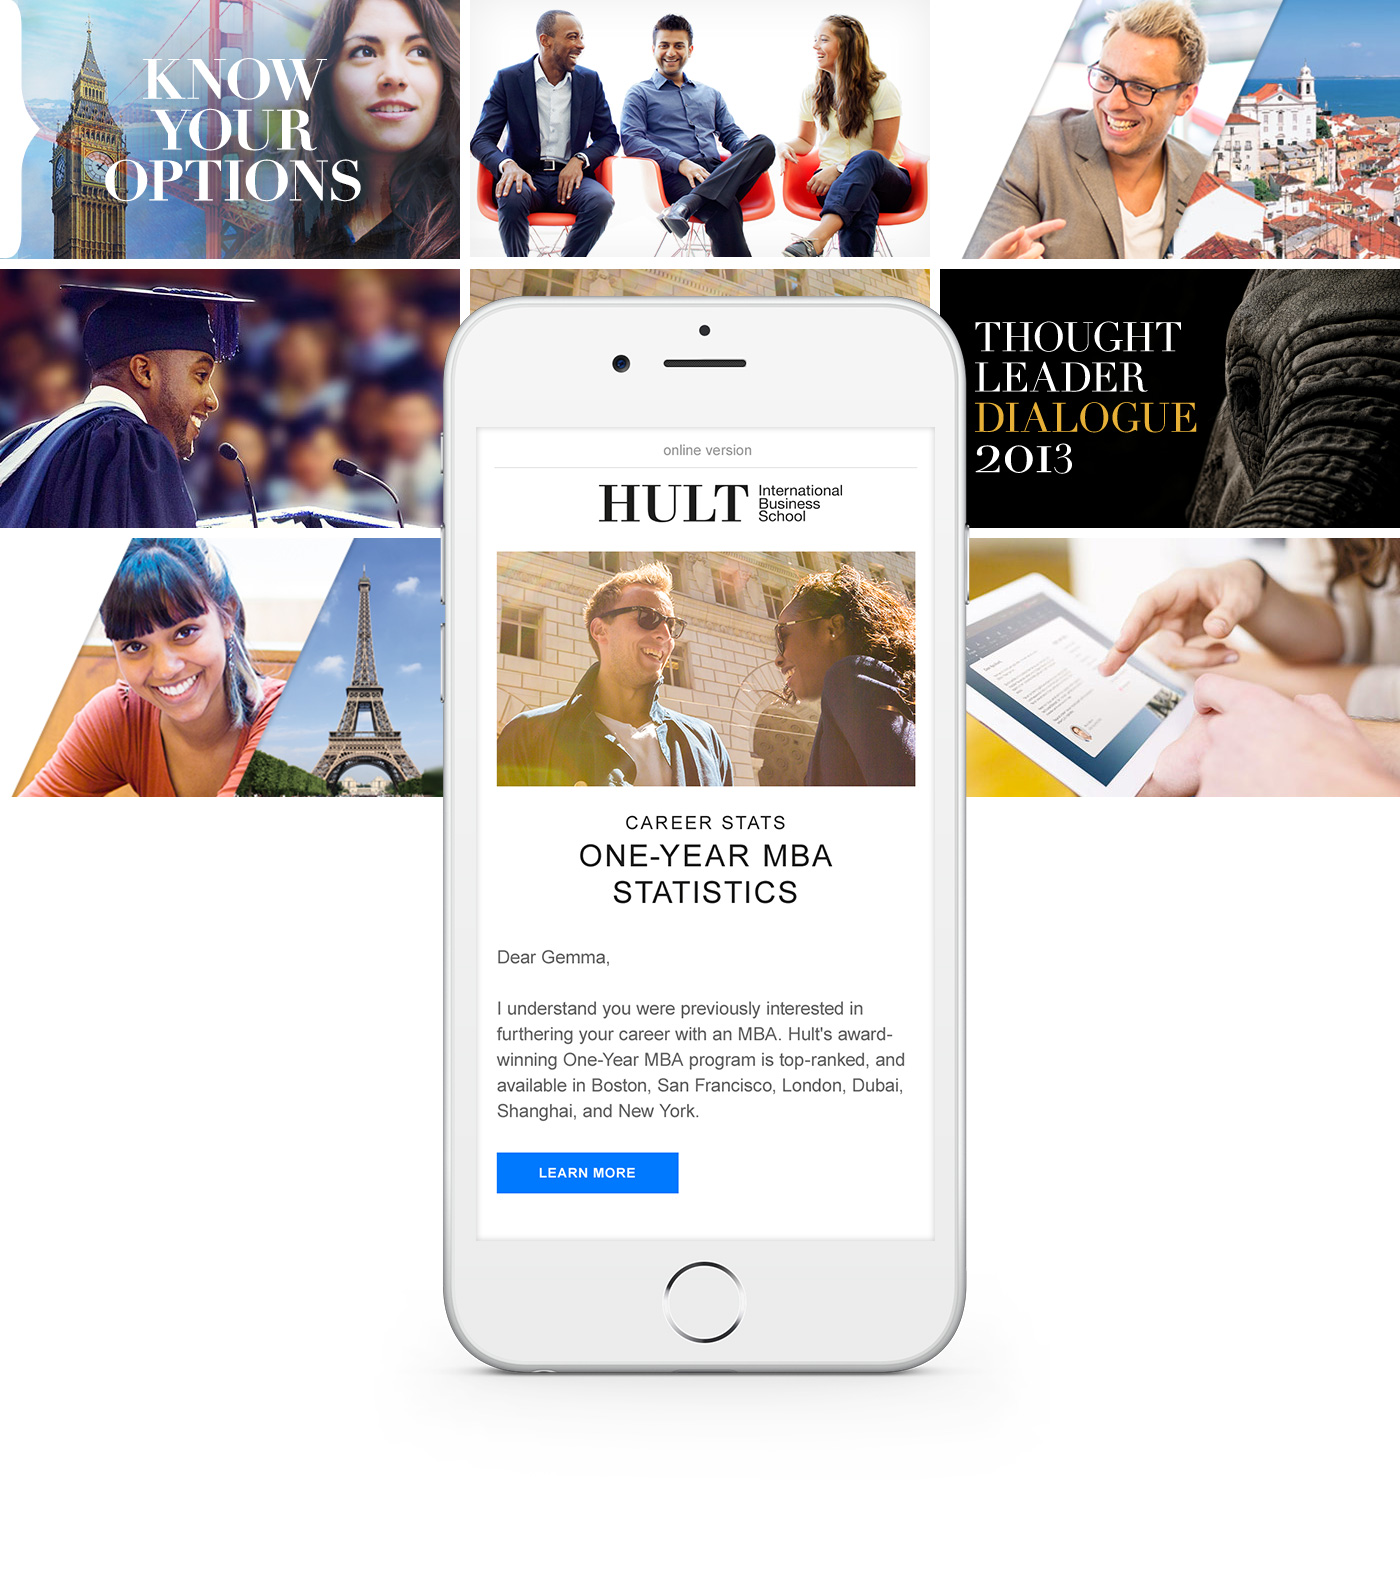 KNOW
YOUR
OPTIONS
THOUGHT
LEADER
DIALOGUE
2013
online version
HULT International
Business
School
CAREER STATS
ONE-YEAR MBA
STATISTICS
Dear Gemma,
I understand you were previously interested in
furthering your career with an MBA. Hult's award-
winning One-Year MBA program is top-ranked, and
available in Boston, San Francisco, London, Dubai,
Shanghai, and New York.
LEARN MORE